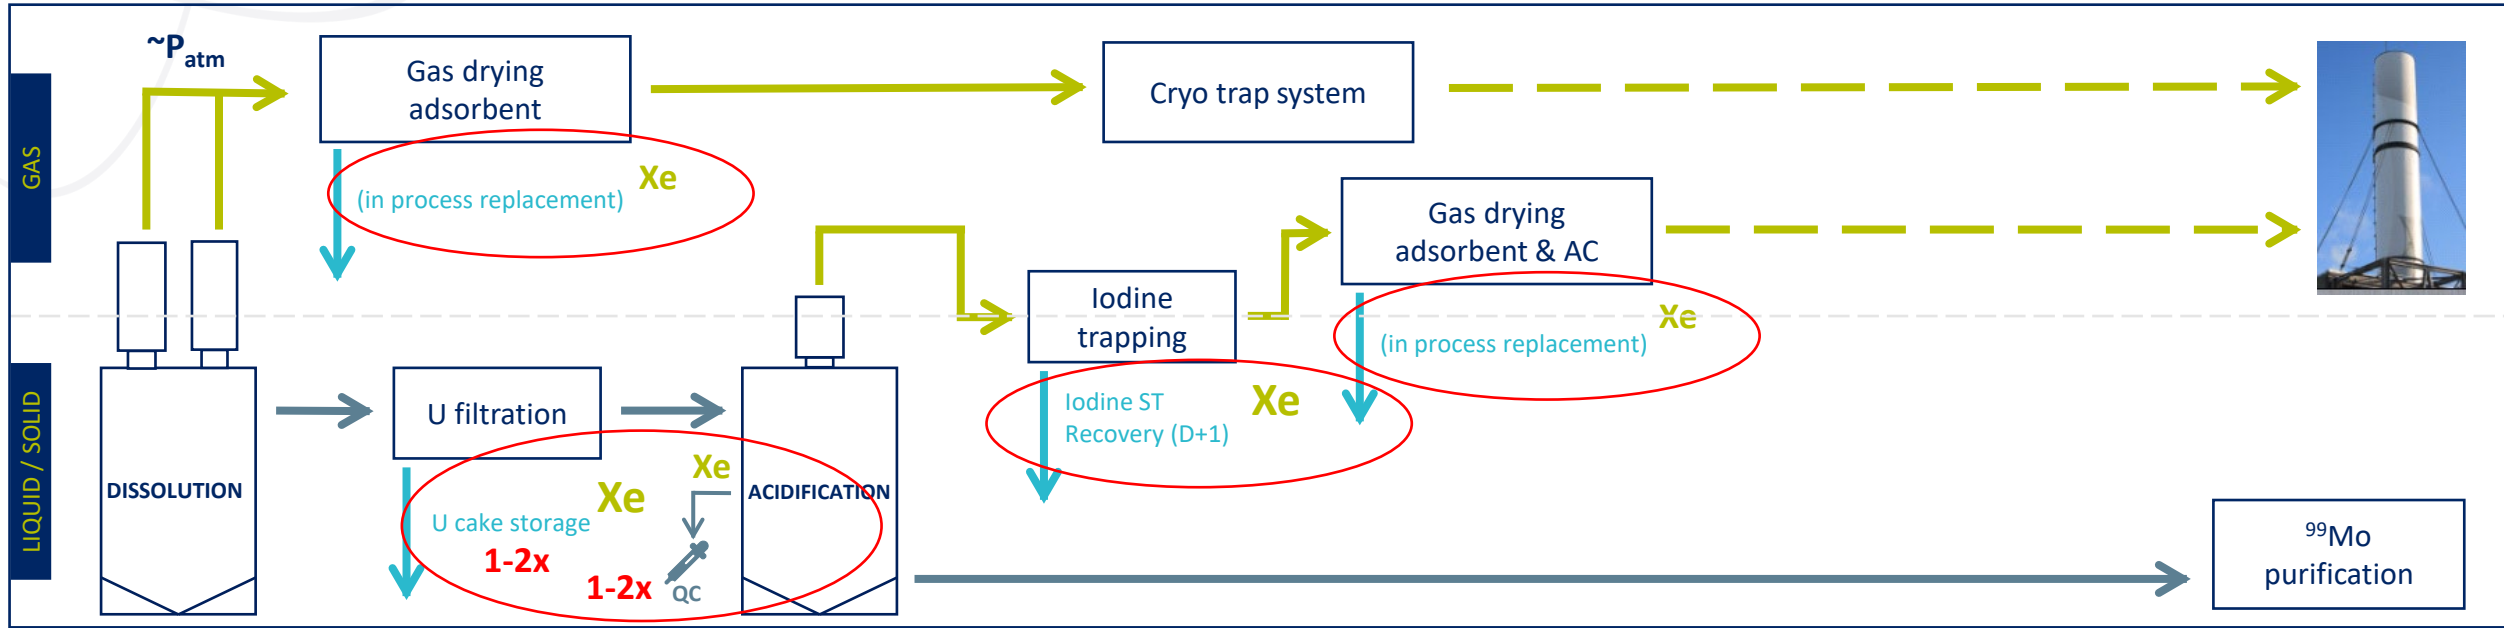 ~Patm
GAS
Gas drying
adsorbent
Cryo trap system
(in process replacement)
Xe
Gas drying
adsorbent & AC
Iodine
trapping
Xe
(in process replacement)
LIQUID / SOLID
DISSOLUTION
U filtration
ACIDIFICATION
Iodine ST
Recovery (D+1)
Xe
Xe
Xe
U cake storage
1-2x
1-2x
QC
99Mo
purification